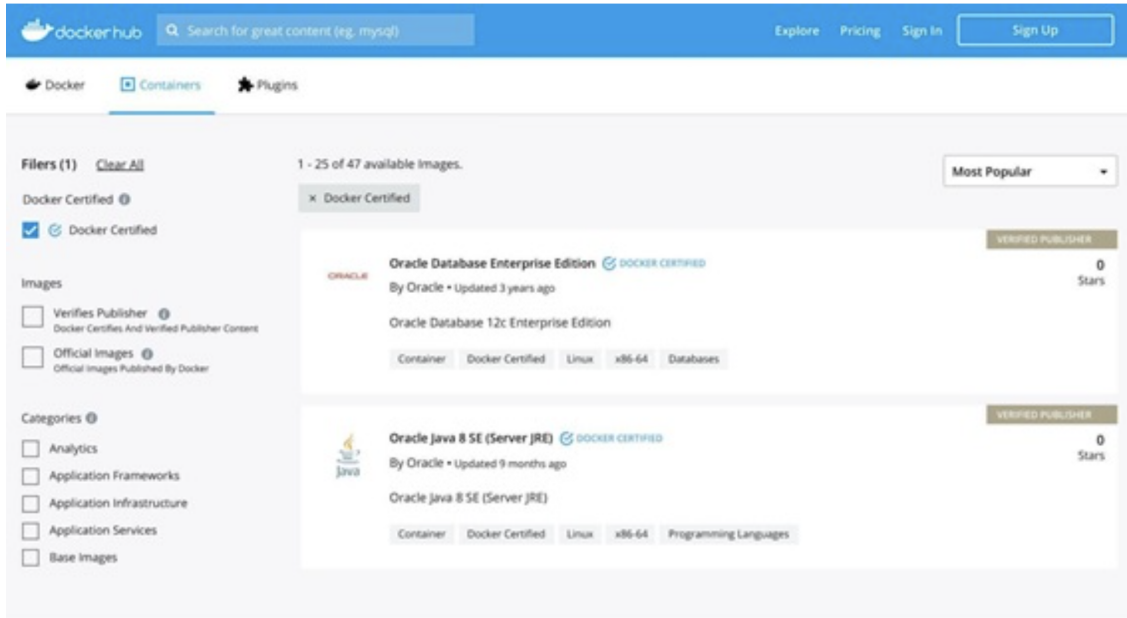 dockerhub
Search for great content (eg, mysql)
Explore Pricing Sign In Sign Up
Docker Containers Plugins
Filers (1) Clear All
Docker Certified
Docker Certified
Images
Verifies Publisher
Docker Certifies And Verified Publisher Content
Official Images
Official Images Published By Docker
Categories
Analytics
Application Frameworks
Application Infrastructure
Application Services
Base Images
1 - 25 of 47 available Images.
Most Popular
× Docker Certified
VERIFIED PUBLISHER
ORACLE
Oracle Database Enterprise Edition DOCKER CERTIFIED
0
Stars
By Oracle • Updated 3 years ago
Oracle Database 12c Enterprise Edition
Container Docker Certified Linux x86-64 Databases
VERIFIED PUBLISHER
Java
Oracle Java 8 SE (Server JRE) DOCKER CERTIFIED
0
Stars
By Oracle • Updated 9 months ago
Oracle Java 8 SE (Server JRE)
Container Docker Certified Linux x86-64 Programming Languages